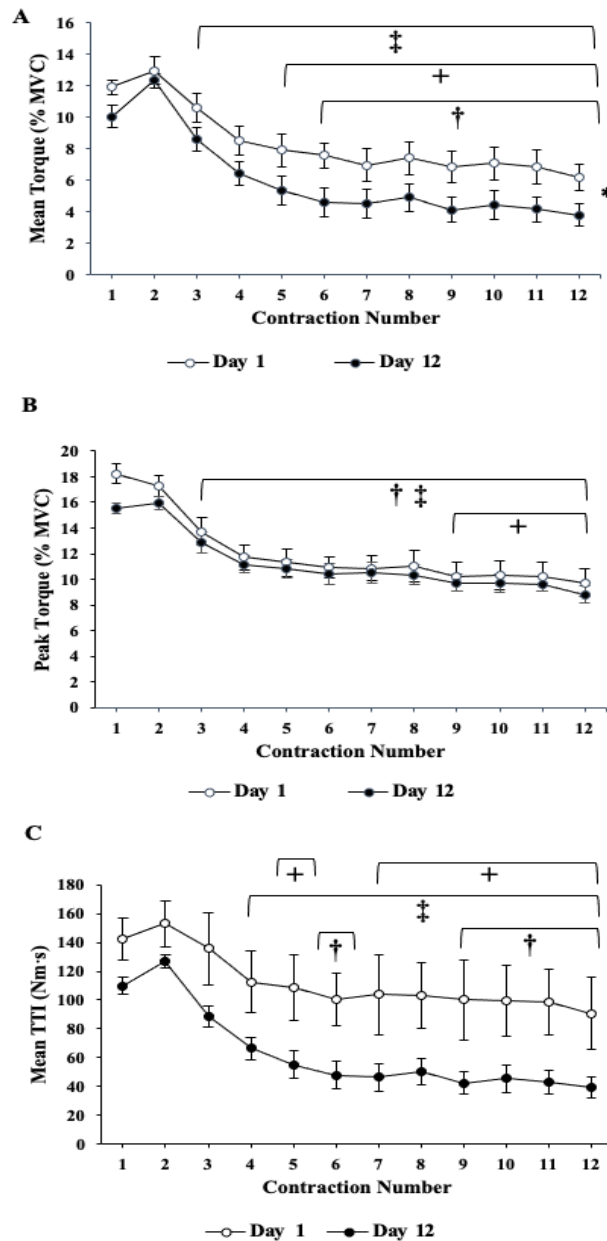 A
‡
+
†
*
Mean Torque (% MVC)
16
14
12
10
8
6
4
2
0
1 2 3 4 5 6 7 8 9 10 11 12
Contraction Number
Day 1 Day 12
B
† ‡
+
Peak Torque (% MVC)
20
18
16
14
12
10
8
6
4
2
0
1 2 3 4 5 6 7 8 9 10 11 12
Contraction Number
Day 1 Day 12
C
+ +
‡
† †
Mean TTI (Nm·s)
180
160
140
120
100
80
60
40
20
0
1 2 3 4 5 6 7 8 9 10 11 12
Contraction Number
Day 1 Day 12